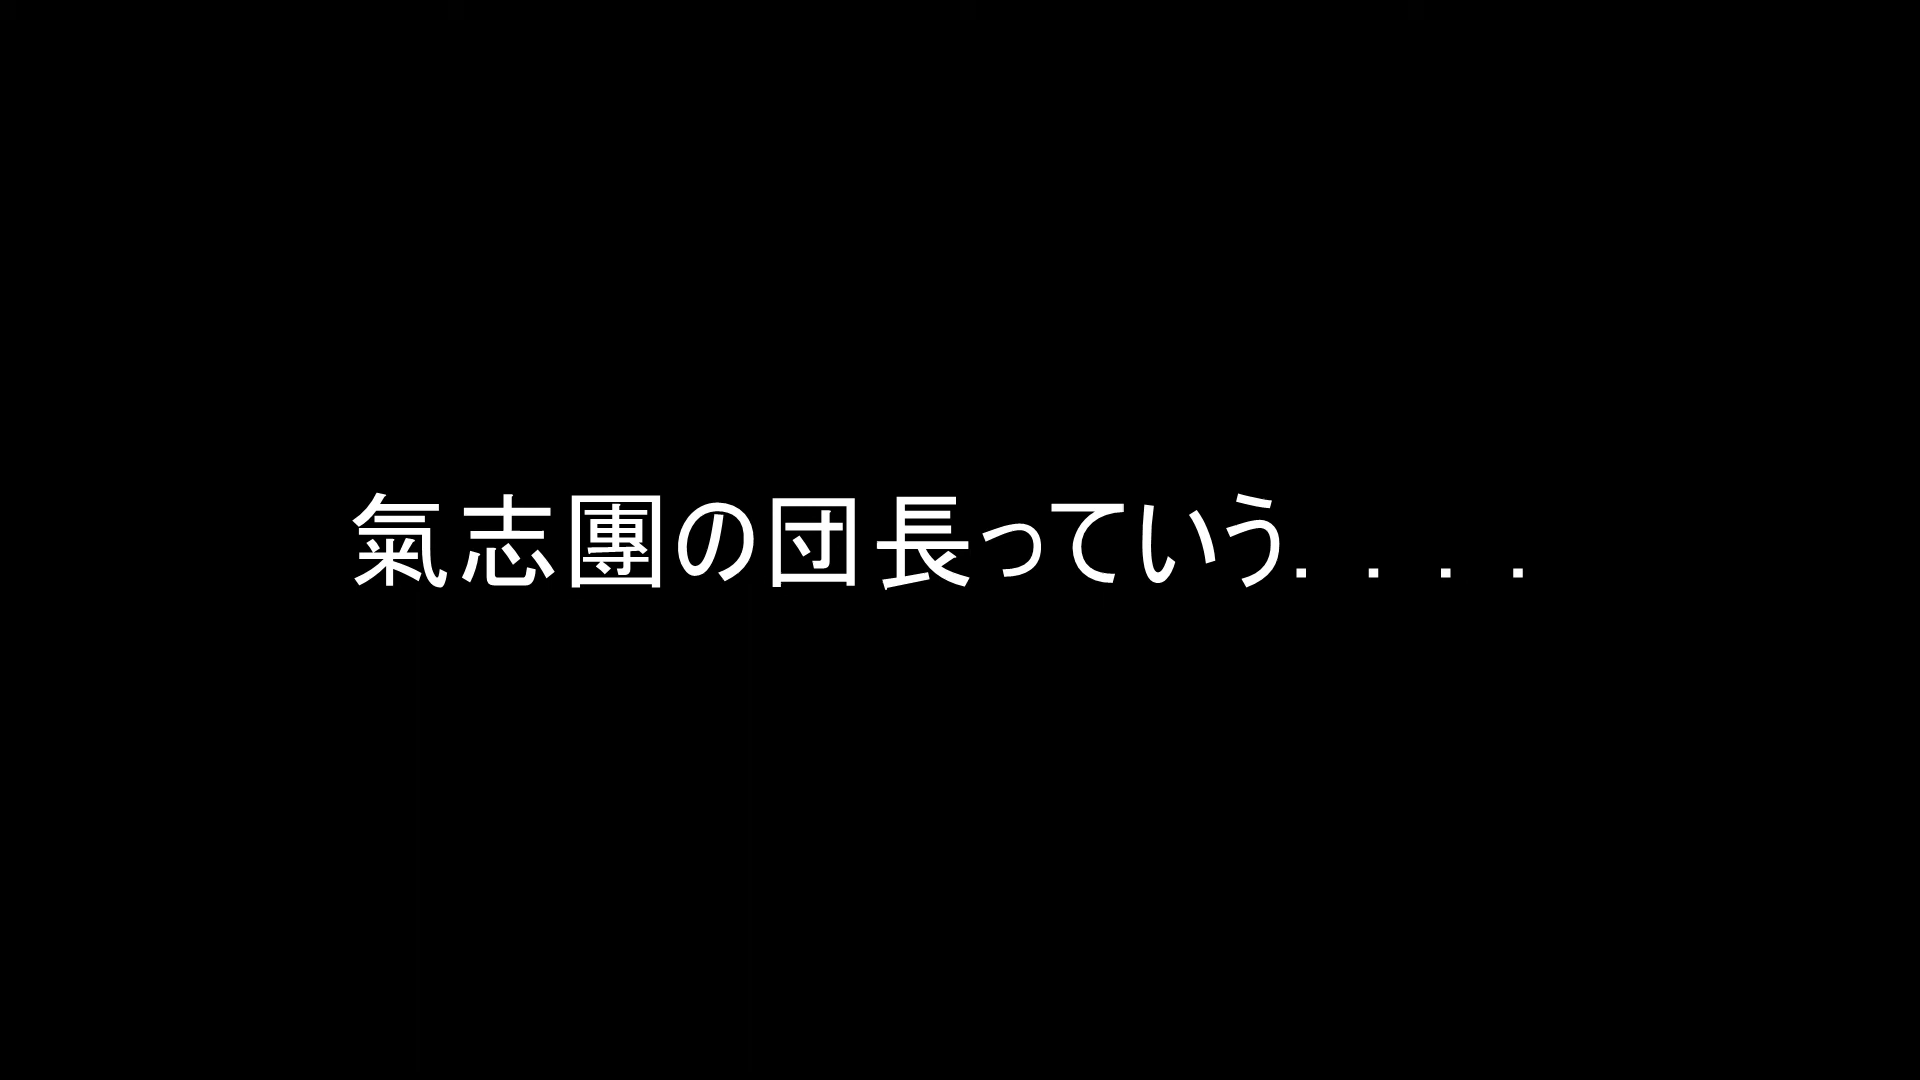 氣志團の団長っていう. . . .